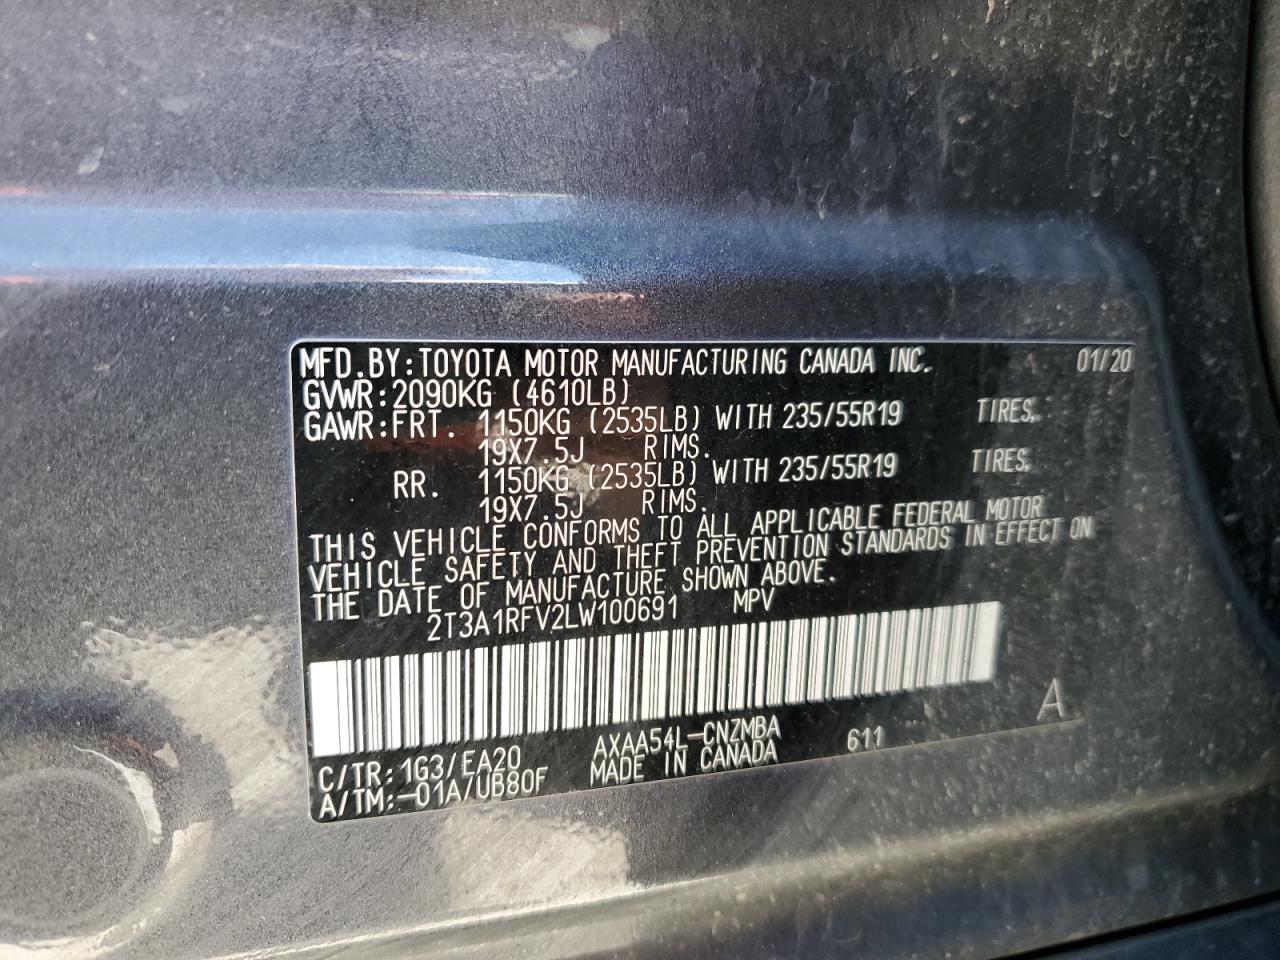 MFD.BY:TOYOTA MOTOR MANUFACTURING CANADA INC. 01/20
GVWR:2090KG (4610LB)
GAWR:FRT. 1150KG (2535LB) WITH 235/55R19 TIRES,
19X7.5J RIMS.
RR. 1150KG (2535LB) WITH 235/55R19 TIRES,
19X7.5J RIMS.
THIS VEHICLE CONFORMS TO ALL APPLICABLE FEDERAL MOTOR
VEHICLE SAFETY AND THEFT PREVENTION STANDARDS IN EFFECT ON
THE DATE OF MANUFACTURE SHOWN ABOVE.
2T3A1RFV2LW100691 MPV
A
C/TR:1G3/EA20 AXAA54L-CNZMBA 611
A/TM:-01A/UB80F MADE IN CANADA